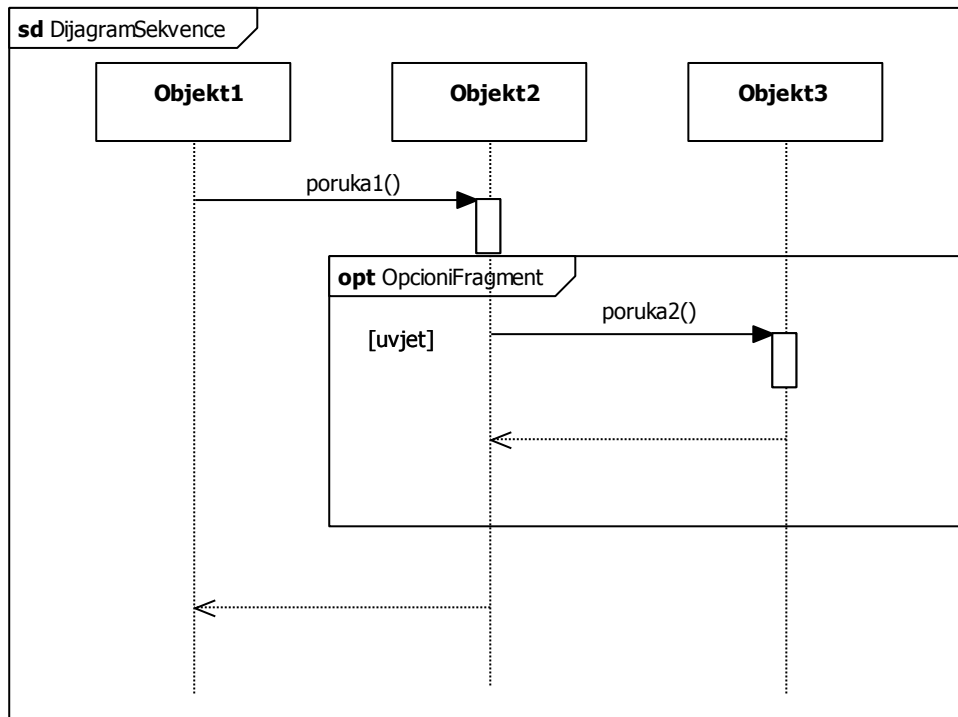 sd DijagramSekvence
Objekt1
Objekt2
Objekt3
poruka1()
opt OpcioniFragment
poruka2()
[uvjet]